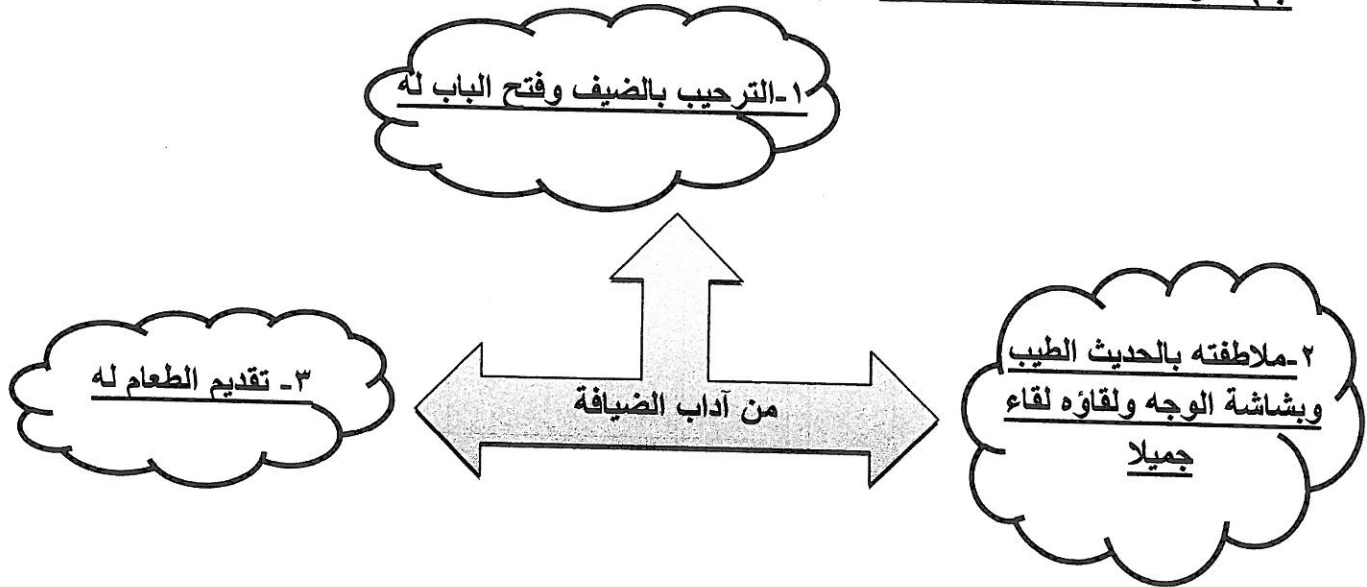 ١-الترحيب بالضيف وفتح الباب له
٢-ملاطفته بالحديث الطيب
وبشاشة الوجه ولقاؤه لقاء
جميلا
٣- تقديم الطعام له
من آداب الضيافة